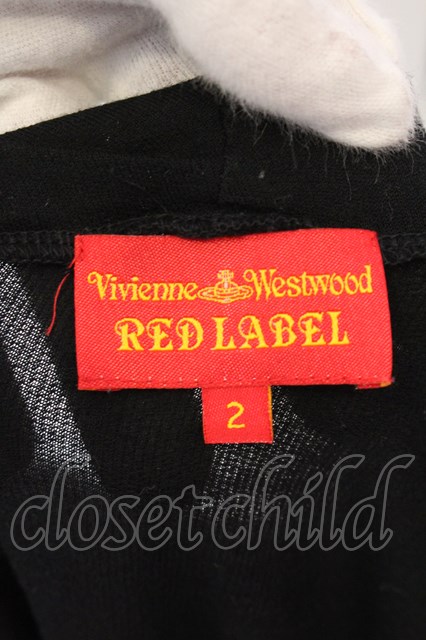 Vivienne Westwood
RED LABEL
2
closet child